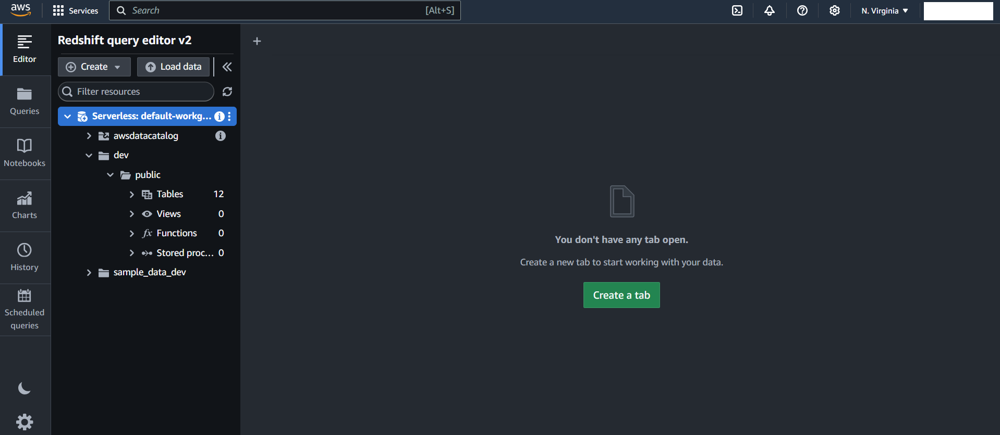 aws
Services
Search
[Alt+S]
N. Virginia
Editor
Queries
Notebooks
Charts
History
Scheduled
queries
Redshift query editor v2
Create
Load data
Filter resources
Serverless: default-workg...
awsdatacatalog
dev
public
Tables 12
Views 0
Functions 0
Stored proc... 0
sample_data_dev
You don't have any tab open.
Create a new tab to start working with your data.
Create a tab